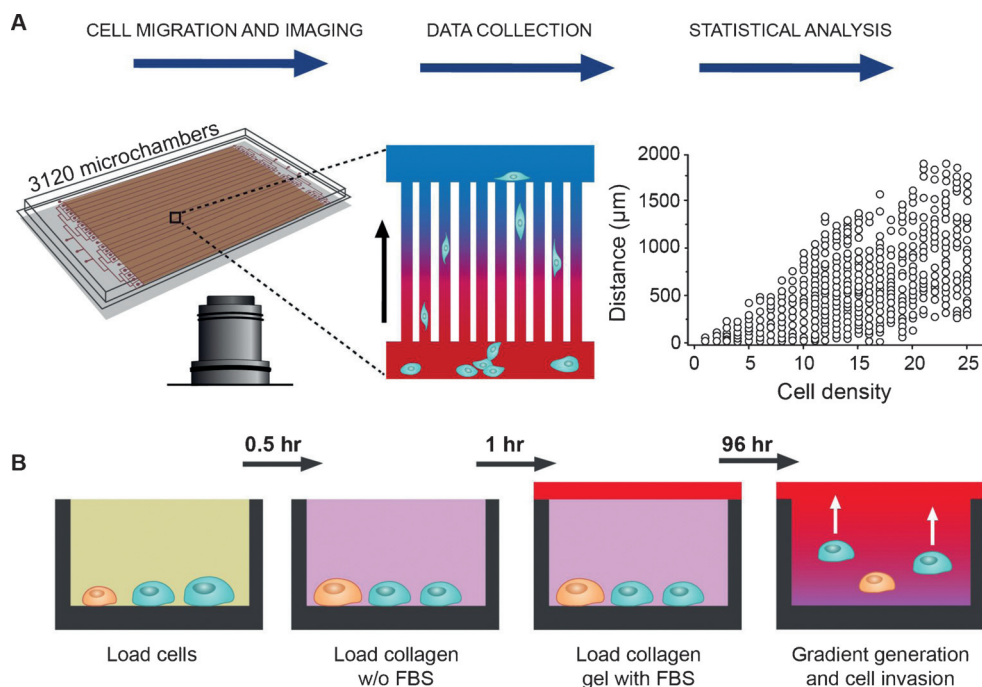 A
CELL MIGRATION AND IMAGING
DATA COLLECTION
STATISTICAL ANALYSIS
3120 microchambers
Distance (µm)
2000
1500
1000
500
0
0 5 10 15 20 25
Cell density
B
0.5 hr
1 hr
96 hr
Load cells
Load collagen
w/o FBS
Load collagen
gel with FBS
Gradient generation
and cell invasion